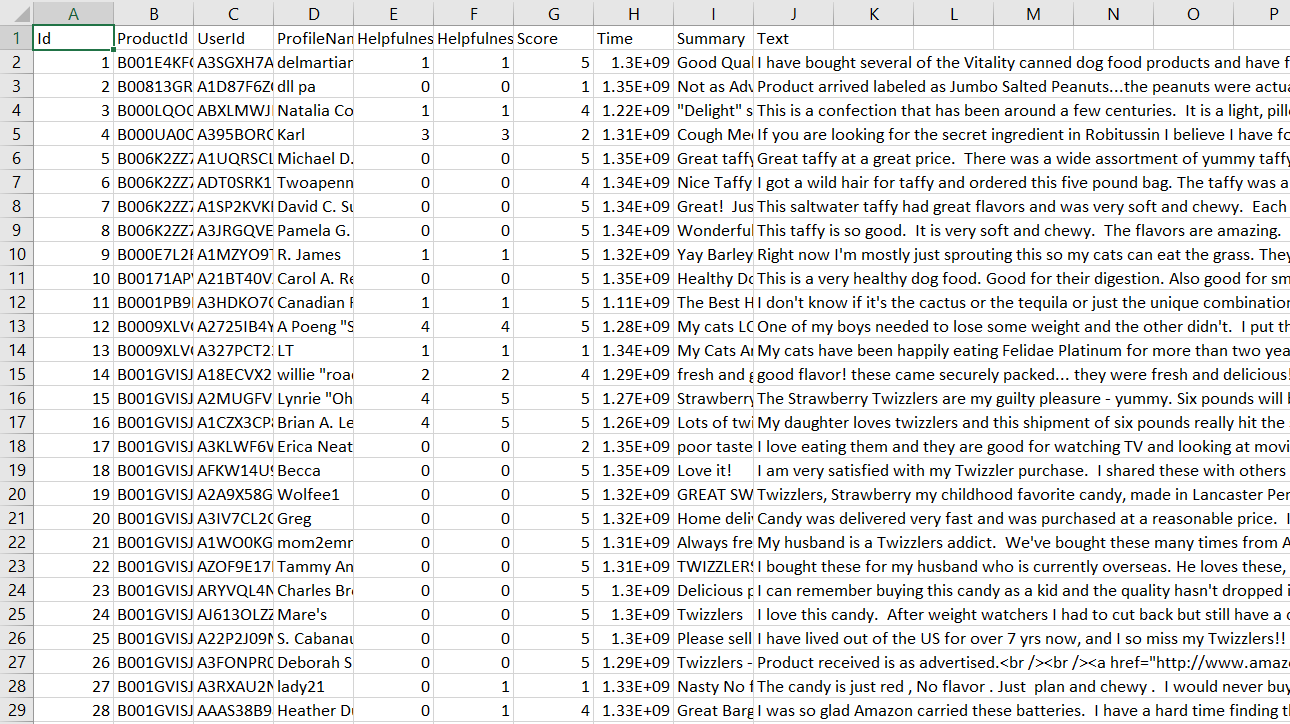 A B C D E F G H I J K L M N O P
1 Id ProductId UserId ProfileNam Helpfulnes Helpfulnes Score Time Summary Text
2 1 B001E4KF A3SGXH7A delmartian 1 1 5 1.3E+09 Good Qual I have bought several of the Vitality canned dog food products and have f
3 2 B00813GR A1D87F6Z dll pa 0 0 1 1.35E+09 Not as Adv Product arrived labeled as Jumbo Salted Peanuts...the peanuts were actua
4 3 B000LQOC ABXLMWJ Natalia Co 1 1 4 1.22E+09 "Delight" s This is a confection that has been around a few centuries.  It is a light, pill
5 4 B000UA0C A395BORC Karl 3 3 2 1.31E+09 Cough Me If you are looking for the secret ingredient in Robitussin I believe I have fo
6 5 B006K2ZZ7 A1UQRSCL Michael D. 0 0 5 1.35E+09 Great taffy Great taffy at a great price.  There was a wide assortment of yummy taffy
7 6 B006K2ZZ7 ADT0SRK1 Twoapenn 0 0 4 1.34E+09 Nice Taffy I got a wild hair for taffy and ordered this five pound bag. The taffy was a
8 7 B006K2ZZ7 A1SP2KVK David C. Su 0 0 5 1.34E+09 Great!  Jus This saltwater taffy had great flavors and was very soft and chewy.  Each
9 8 B006K2ZZ7 A3JRGQVE Pamela G. 0 0 5 1.34E+09 Wonderful This taffy is so good.  It is very soft and chewy.  The flavors are amazing.
10 9 B000E7L2 A1MZYO9 R. James 1 1 5 1.32E+09 Yay Barley Right now I'm mostly just sprouting this so my cats can eat the grass. They
11 10 B00171AP A21BT40V Carol A. Re 0 0 5 1.35E+09 Healthy Do This is a very healthy dog food. Good for their digestion. Also good for sm
12 11 B0001PB9 A3HDKO7 Canadian F 1 1 5 1.11E+09 The Best H I don't know if it's the cactus or the tequila or just the unique combination
13 12 B0009XLV A2725IB4Y A Poeng "S 4 4 5 1.28E+09 My cats LO One of my boys needed to lose some weight and the other didn't.  I put th
14 13 B0009XLV A327PCT2 LT 1 1 1 1.34E+09 My Cats Ar My cats have been happily eating Felidae Platinum for more than two yea
15 14 B001GVISJ A18ECVX2 willie "roa 2 2 4 1.29E+09 fresh and g good flavor! these came securely packed... they were fresh and delicious!
16 15 B001GVISJ A2MUGFV Lynrie "Oh 4 5 5 1.27E+09 Strawberry The Strawberry Twizzlers are my guilty pleasure - yummy. Six pounds will b
17 16 B001GVISJ A1CZX3CP Brian A. Le 4 5 5 1.26E+09 Lots of twi My daughter loves twizzlers and this shipment of six pounds really hit the
18 17 B001GVISJ A3KLWF6 Erica Neat 0 0 2 1.35E+09 poor taste I love eating them and they are good for watching TV and looking at movi
19 18 B001GVISJ AFKW14U Becca 0 0 5 1.35E+09 Love it! I am very satisfied with my Twizzler purchase.  I shared these with others
20 19 B001GVISJ A2A9X58G Wolfee1 0 0 5 1.32E+09 GREAT SW Twizzlers, Strawberry my childhood favorite candy, made in Lancaster Pen
21 20 B001GVISJ A3IV7CL2 Greg 0 0 5 1.32E+09 Home deli Candy was delivered very fast and was purchased at a reasonable price.  I
22 21 B001GVISJ A1WO0KG mom2emr 0 0 5 1.31E+09 Always fre My husband is a Twizzlers addict.  We've bought these many times from A
23 22 B001GVISJ AZOF9E17 Tammy An 0 0 5 1.31E+09 TWIZZLERS I bought these for my husband who is currently overseas. He loves these,
24 23 B001GVISJ ARYVQL4N Charles Br 0 0 5 1.3E+09 Delicious p I can remember buying this candy as a kid and the quality hasn't dropped i
25 24 B001GVISJ AJ613OLZZ Mare's 0 0 5 1.3E+09 Twizzlers I love this candy.  After weight watchers I had to cut back but still have a c
26 25 B001GVISJ A22P2J09N S. Cabanau 0 0 5 1.3E+09 Please sell I have lived out of the US for over 7 yrs now, and I so miss my Twizzlers!!
27 26 B001GVISJ A3FONPR Deborah S 0 0 5 1.29E+09 Twizzlers - Product received is as advertised.<br /><br /><a href="http://www.amazo
28 27 B001GVISJ A3RXAU2N lady21 0 1 1 1.33E+09 Nasty No f The candy is just red , No flavor . Just  plan and chewy .  I would never buy
29 28 B001GVISJ AAAS38B9 Heather D 0 1 4 1.33E+09 Great Barg I was so glad Amazon carried these batteries.  I have a hard time finding th